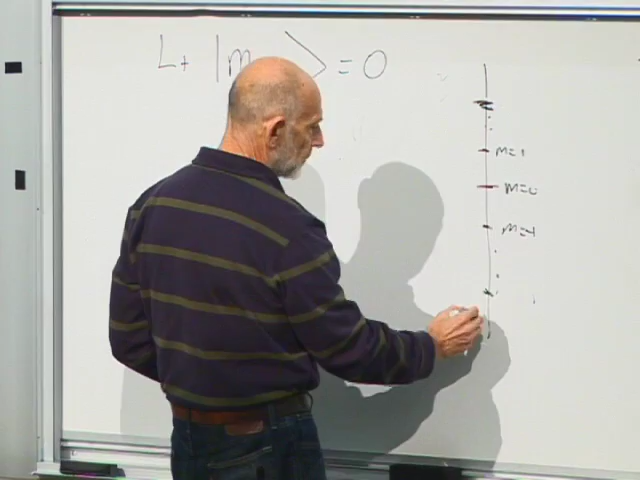 L+ |m > = 0
m=1
m=0
m=-1